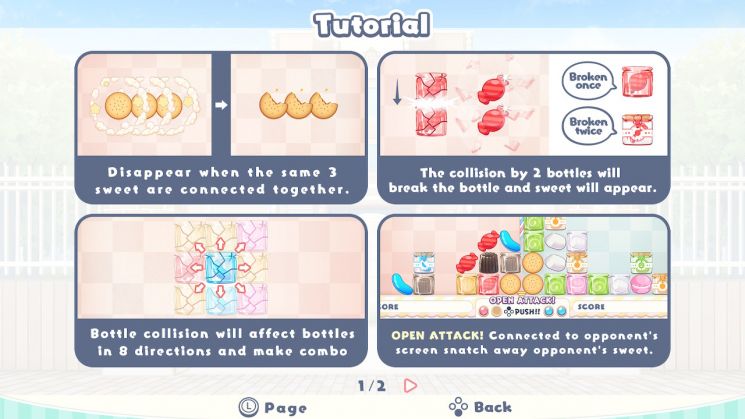 Tutorial
Disappear when the same 3
sweet are connected together.
Broken
once
Broken
twice
The collision by 2 bottles will
break the bottle and sweet will appear.
Bottle collision will affect bottles
in 8 directions and make combo
OPEN ATTACK!
ORE
PUSH!!
SCORE
OPEN ATTACK! Connected to opponent's
screen snatch away opponent's sweet.
1/2
L Page
Back